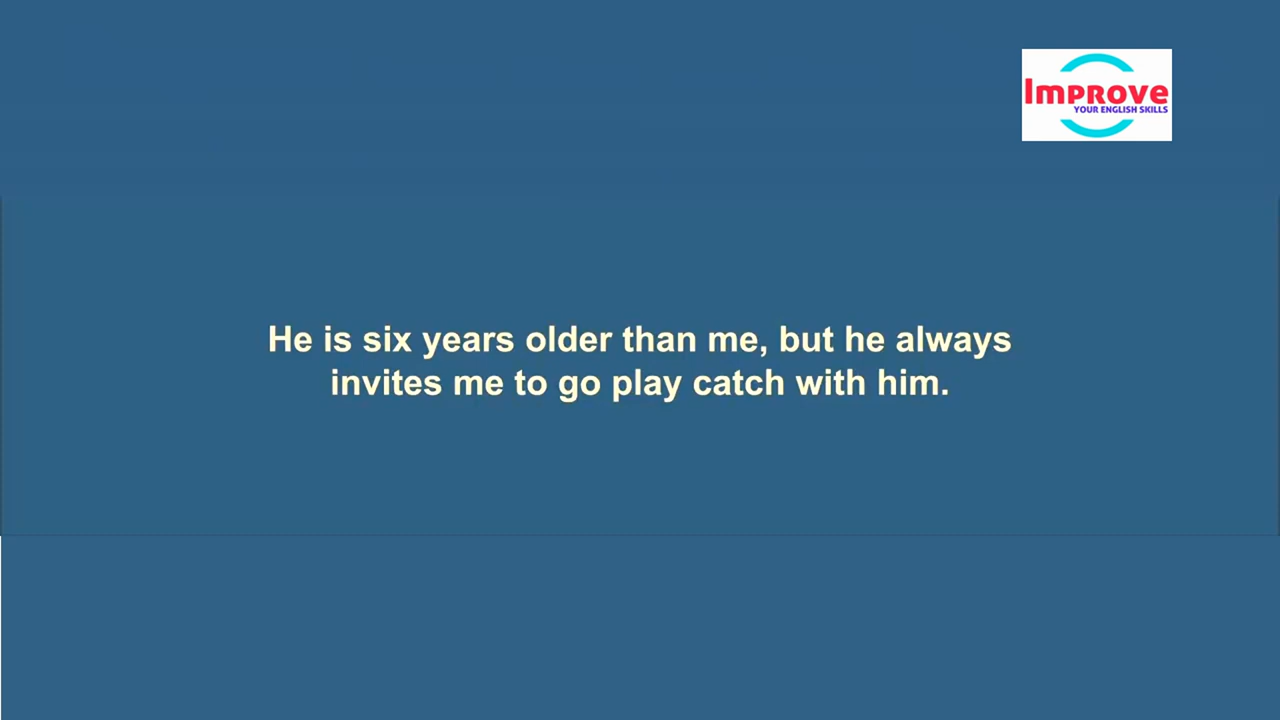 Improve
YOUR ENGLISH SKILLS
He is six years older than me, but he always
invites me to go play catch with him.